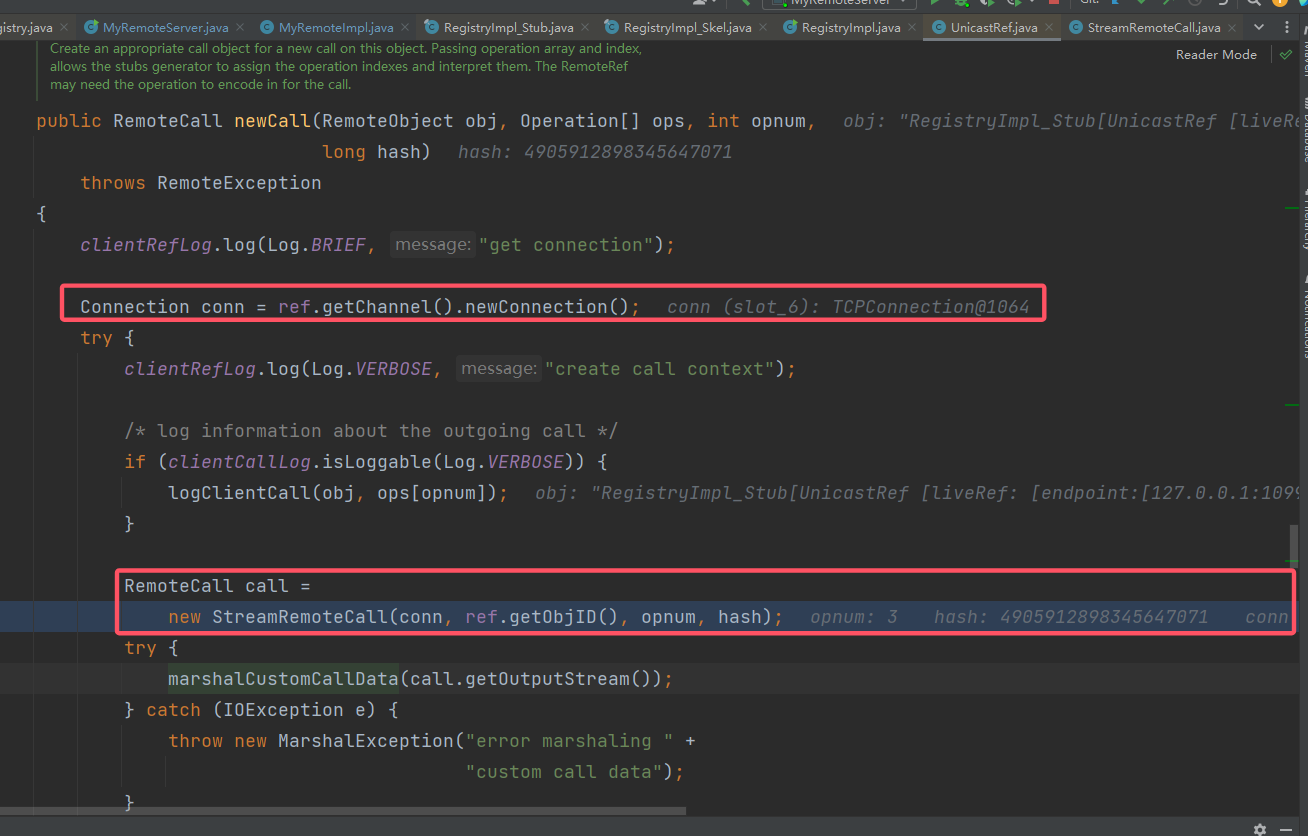 MyRemoteServer
Git:
istry.java MyRemoteServer.java MyRemoteImpl.java RegistryImpl_Stub.java RegistryImpl_Skel.java RegistryImpl.java UnicastRef.java StreamRemoteCall.java
Create an appropriate call object for a new call on this object. Passing operation array and index,
Reader Mode
allows the stubs generator to assign the operation indexes and interpret them. The RemoteRef
may need the operation to encode in for the call.
public RemoteCall newCall(RemoteObject obj, Operation[] ops, int opnum, obj: "RegistryImpl_Stub[UnicastRef [liveRe
long hash) hash: 4905912898345647071
throws RemoteException
{
clientRefLog.log(Log.BRIEF, message: "get connection");
Connection conn = ref.getChannel().newConnection(); conn (slot_6): TCPConnection@1064
try {
clientRefLog.log(Log.VERBOSE, message: "create call context");
/* log information about the outgoing call */
if (clientCallLog.isLoggable(Log.VERBOSE)) {
logClientCall(obj, ops[opnum]); obj: "RegistryImpl_Stub[UnicastRef [liveRef: [endpoint:[127.0.0.1:1099
}
RemoteCall call =
new StreamRemoteCall(conn, ref.getObjID(), opnum, hash); opnum: 3 hash: 4905912898345647071 conn
try {
marshalCustomCallData(call.getOutputStream());
} catch (IOException e) {
throw new MarshalException("error marshaling " +
"custom call data");
}